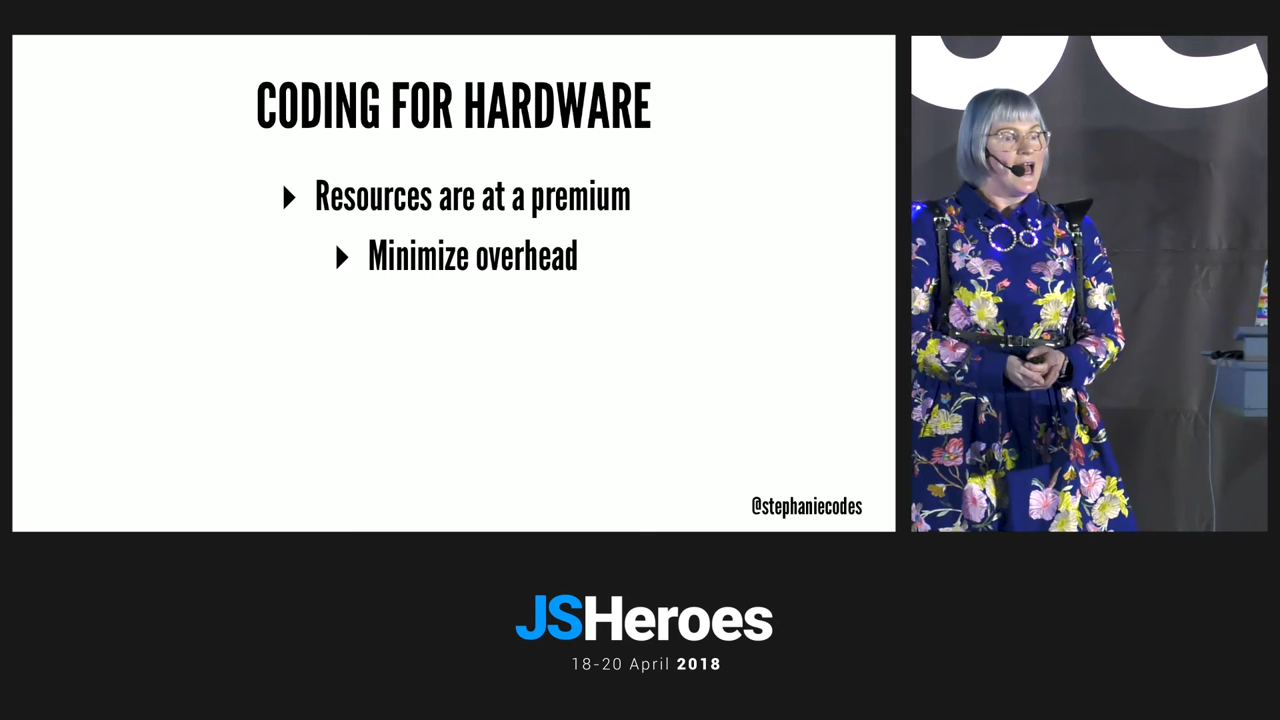 CODING FOR HARDWARE
Resources are at a premium
Minimize overhead
@stephaniecodes
JSHeroes
18-20 April 2018